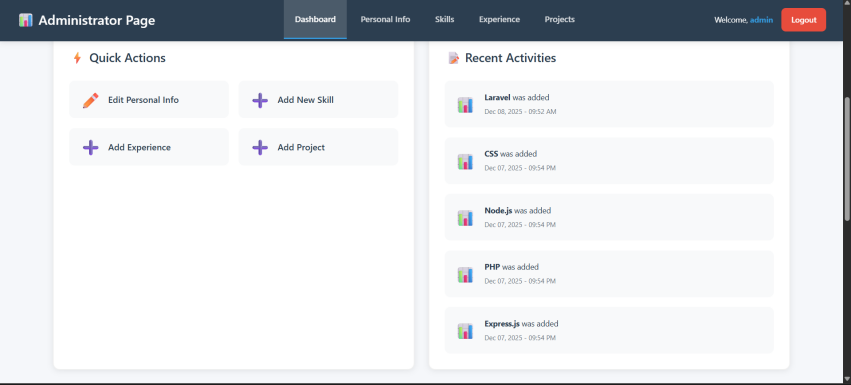 Administrator Page
Dashboard
Personal Info
Skills
Experience
Projects
Welcome, admin
Logout
Quick Actions
Edit Personal Info
Add New Skill
Add Experience
Add Project
Recent Activities
Laravel was added
Dec 08, 2025 - 09:52 AM
CSS was added
Dec 07, 2025 - 09:54 PM
Node.js was added
Dec 07, 2025 - 09:54 PM
PHP was added
Dec 07, 2025 - 09:54 PM
Express.js was added
Dec 07, 2025 - 09:54 PM